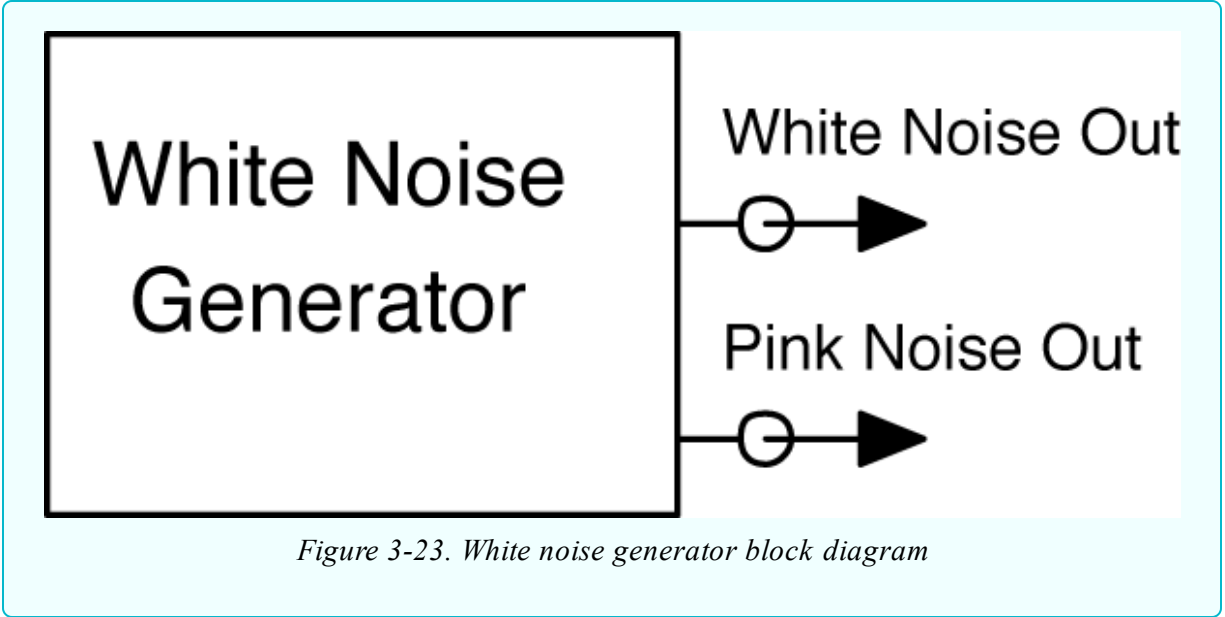 White Noise
Generator
White Noise Out
Pink Noise Out
Figure 3-23. White noise generator block diagram